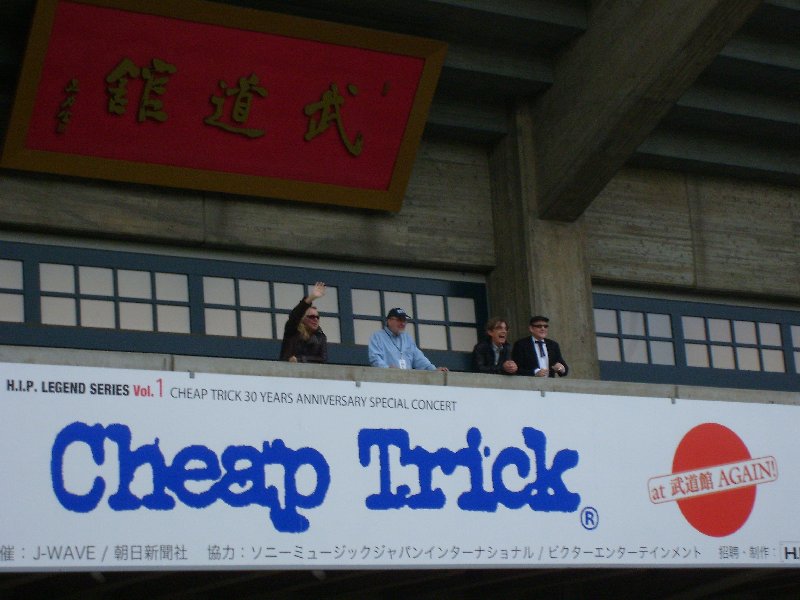 武道館
H.I.P. LEGEND SERIES Vol.1 CHEAP TRICK 30 YEARS ANNIVERSARY SPECIAL CONCERT
Cheap Trick®
at 武道館 AGAIN!
催：J-WAVE / 朝日新聞社 協力：ソニーミュージックジャパンインターナショナル / ビクターエンターテインメント 招聘・制作：H.I